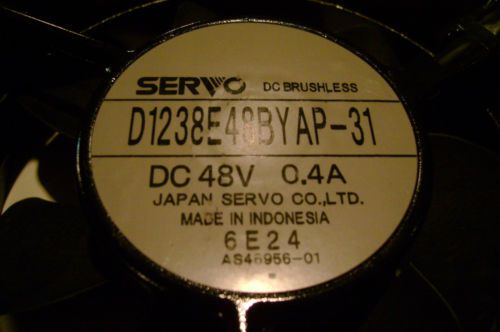 SERVO DC BRUSHLESS
D1238E48BYAP-31
DC 48V 0.4A
JAPAN SERVO CO.,LTD.
MADE IN INDONESIA
6E24
AS46956-01